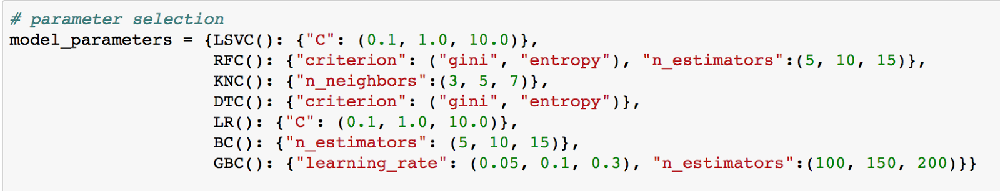 # parameter selection
model_parameters = {LSVC(): {"C": (0.1, 1.0, 10.0)},
RFC(): {"criterion": ("gini", "entropy"), "n_estimators":(5, 10, 15)},
KNC(): {"n_neighbors":(3, 5, 7)},
DTC(): {"criterion": ("gini", "entropy")},
LR(): {"C": (0.1, 1.0, 10.0)},
BC(): {"n_estimators": (5, 10, 15)},
GBC(): {"learning_rate": (0.05, 0.1, 0.3), "n_estimators":(100, 150, 200)}}